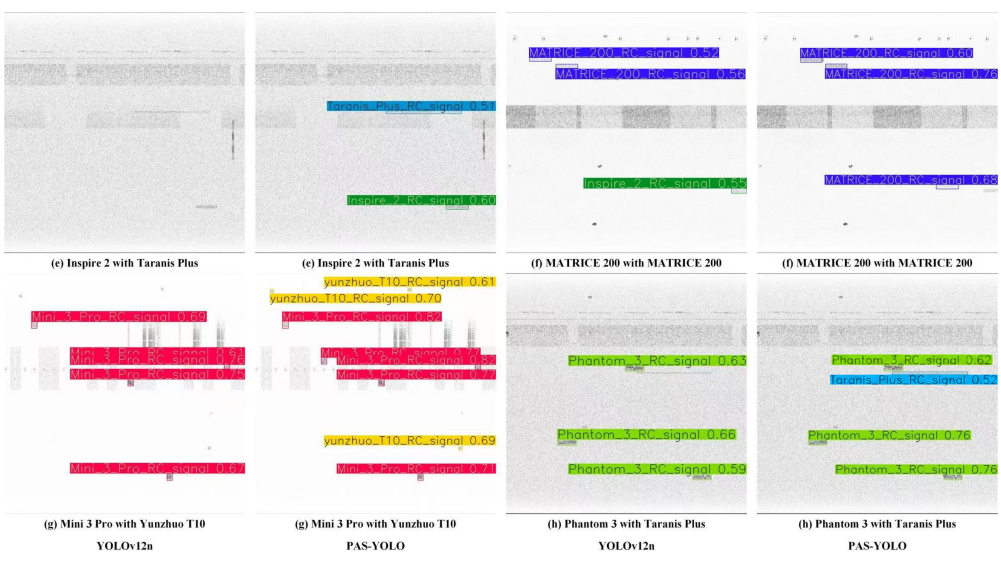 Taranis_Plus_RC_signal 0.51
Inspire_2_RC_signal 0.60
MATRICE_200_RC_signal 0.52
MATRICE_200_RC_signal 0.56
Inspire_2_RC_signal 0.55
MATRICE_200_RC_signal 0.60
MATRICE_200_RC_signal 0.76
MATRICE_200_RC_signal 0.68
(e) Inspire 2 with Taranis Plus
(e) Inspire 2 with Taranis Plus
(f) MATRICE 200 with MATRICE 200
(f) MATRICE 200 with MATRICE 200
Mini_3_Pro_RC_signal 0.69
Mini_3_Pro_RC_signal
Mini_3_Pro_RC_signal 0.76
Mini_3_Pro_RC_signal 0.75
Mini_3_Pro_RC_signal 0.67
yunzhuo_T10_RC_signal 0.61
yunzhuo_T10_RC_signal 0.70
Mini_3_Pro_RC_signal 0.82
Mini_3_Pro_RC_signal
Mini_3_Pro_RC_signal 0.82
Mini_3_Pro_RC_signal 0.77
yunzhuo_T10_RC_signal 0.69
Mini_3_Pro_RC_signal 0.71
Phantom_3_RC_signal 0.63
Phantom_3_RC_signal 0.66
Phantom_3_RC_signal 0.59
Phantom_3_RC_signal 0.62
Taranis_Plus_RC_signal 0.52
Phantom_3_RC_signal 0.76
Phantom_3_RC_signal 0.76
(g) Mini 3 Pro with Yunzhuo T10
(g) Mini 3 Pro with Yunzhuo T10
(h) Phantom 3 with Taranis Plus
(h) Phantom 3 with Taranis Plus
YOLOv12n
PAS-YOLO
YOLOv12n
PAS-YOLO